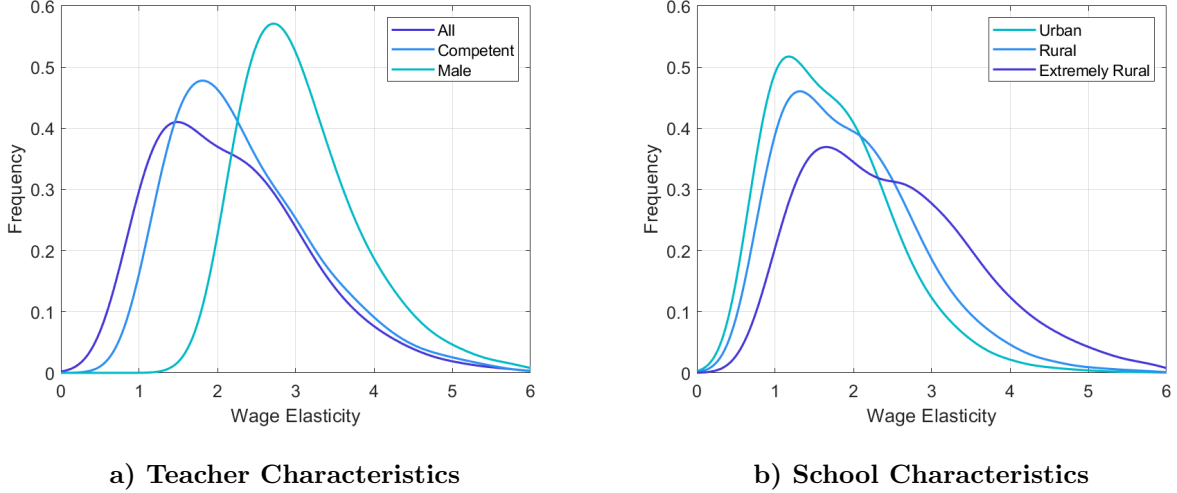 0.6
0.5
0.4
0.3
0.2
0.1
0
Frequency
All
Competent
Male
0 1 2 3 4 5 6
Wage Elasticity
a) Teacher Characteristics
0.6
0.5
0.4
0.3
0.2
0.1
0
Frequency
Urban
Rural
Extremely Rural
0 1 2 3 4 5 6
Wage Elasticity
b) School Characteristics